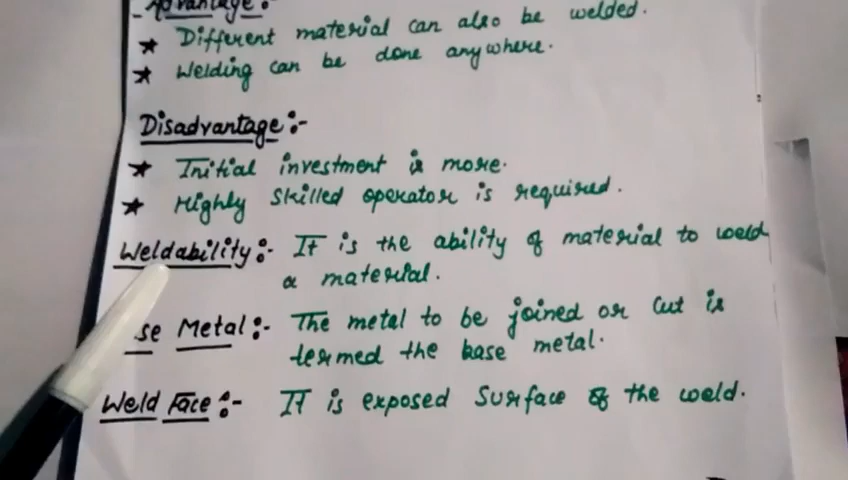 Advantage:-
★ Different material can also be welded.
★ Welding can be done anywhere.
Disadvantage:-
★ Initial investment is more.
★ Highly skilled operator is required.
Weldability:- It is the ability of material to weld
a material.
se Metal:- The metal to be joined or cut is
termed the base metal.
Weld Face:- It is exposed surface of the weld.